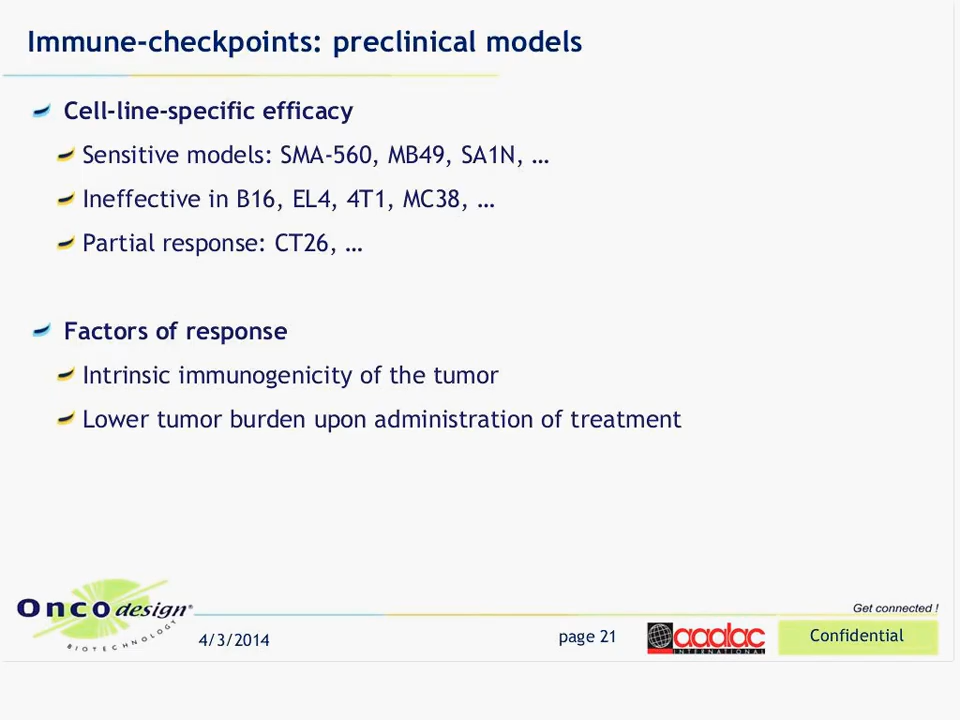 Immune-checkpoints: preclinical models
Cell-line-specific efficacy
Sensitive models: SMA-560, MB49, SA1N, …
Ineffective in B16, EL4, 4T1, MC38, …
Partial response: CT26, …
Factors of response
Intrinsic immunogenicity of the tumor
Lower tumor burden upon administration of treatment
Get connected !
Oncodesign®
BIOTECHNOLOGY
4/3/2014
page 21
aaalac
INTERNATIONAL
Confidential